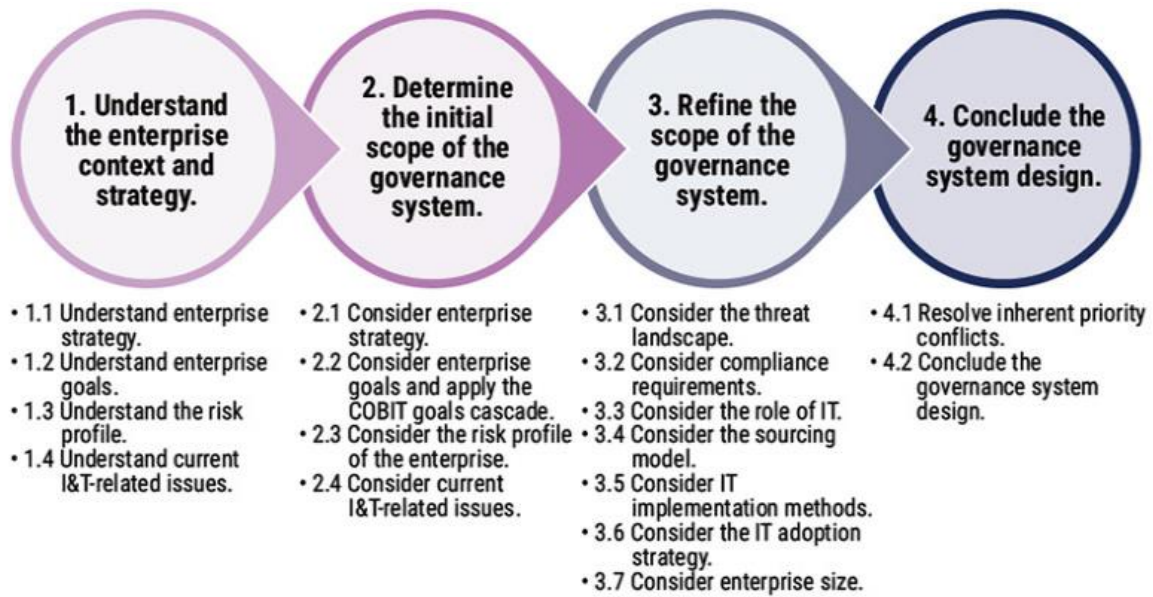 1. Understand
the enterprise
context and
strategy.
2. Determine
the initial
scope of the
governance
system.
3. Refine the
scope of the
governance
system.
4. Conclude the
governance
system design.
• 1.1 Understand enterprise
strategy.
• 1.2 Understand enterprise
goals.
• 1.3 Understand the risk
profile.
• 1.4 Understand current
I&T-related issues.
• 2.1 Consider enterprise
strategy.
• 2.2 Consider enterprise
goals and apply the
COBIT goals cascade.
• 2.3 Consider the risk profile
of the enterprise.
• 2.4 Consider current
I&T-related issues.
• 3.1 Consider the threat
landscape.
• 3.2 Consider compliance
requirements.
• 3.3 Consider the role of IT.
• 3.4 Consider the sourcing
model.
• 3.5 Consider IT
implementation methods.
• 3.6 Consider the IT adoption
strategy.
• 3.7 Consider enterprise size.
• 4.1 Resolve inherent priority
conflicts.
• 4.2 Conclude the
governance system
design.